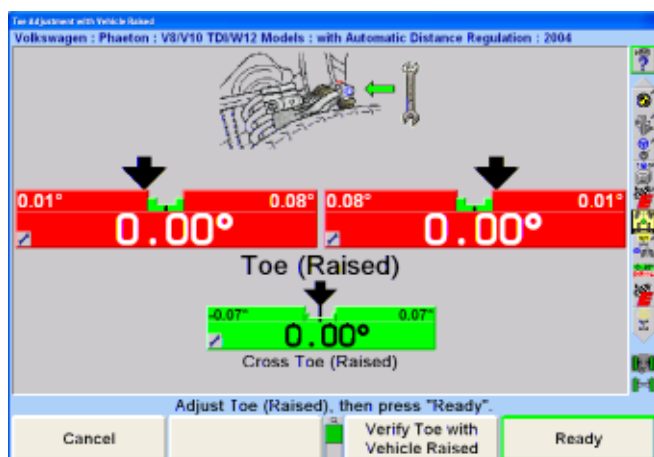 Toe Adjustment with Vehicle Raised
Volkswagen : Phaeton : V8/V10 TDI/W12 Models : with Automatic Distance Regulation : 2004
0.01° 0.08° 0.08° 0.01°
0.00° 0.00°
Toe (Raised)
-0.07° 0.07°
0.00°
Cross Toe (Raised)
Adjust Toe (Raised), then press "Ready".
Cancel
Verify Toe with
Vehicle Raised
Ready